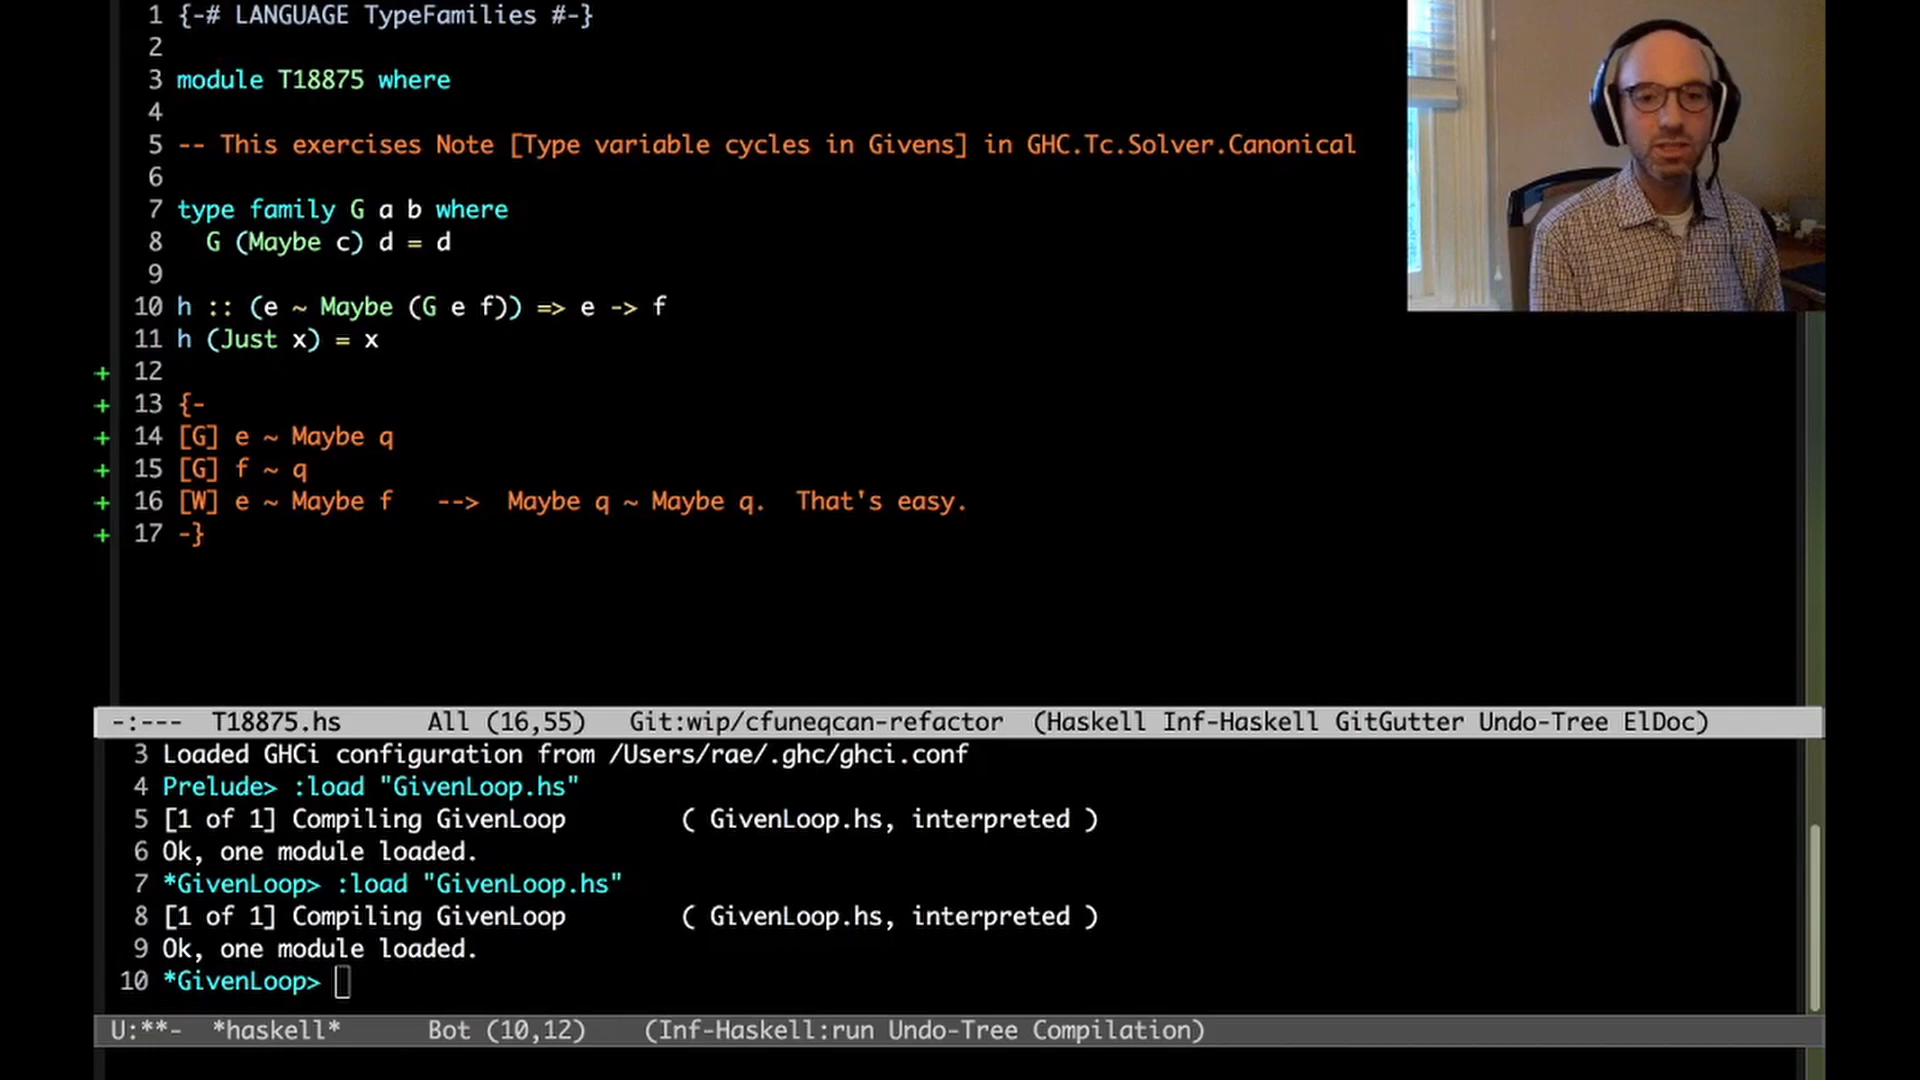 1 {-# LANGUAGE TypeFamilies #-}
2
3 module T18875 where
4
5 -- This exercises Note [Type variable cycles in Givens] in GHC.Tc.Solver.Canonical
6
7 type family G a b where
8 G (Maybe c) d = d
9
10 h :: (e ~ Maybe (G e f)) => e -> f
11 h (Just x) = x
+ 12
+ 13 {-
+ 14 [G] e ~ Maybe q
+ 15 [G] f ~ q
+ 16 [W] e ~ Maybe f --> Maybe q ~ Maybe q. That's easy.
+ 17 -}
-:--- T18875.hs All (16,55) Git:wip/cfuneqcan-refactor (Haskell Inf-Haskell GitGutter Undo-Tree ElDoc)
3 Loaded GHCi configuration from /Users/rae/.ghc/ghci.conf
4 Prelude> :load "GivenLoop.hs"
5 [1 of 1] Compiling GivenLoop ( GivenLoop.hs, interpreted )
6 Ok, one module loaded.
7 *GivenLoop> :load "GivenLoop.hs"
8 [1 of 1] Compiling GivenLoop ( GivenLoop.hs, interpreted )
9 Ok, one module loaded.
10 *GivenLoop>
U:**- *haskell* Bot (10,12) (Inf-Haskell:run Undo-Tree Compilation)